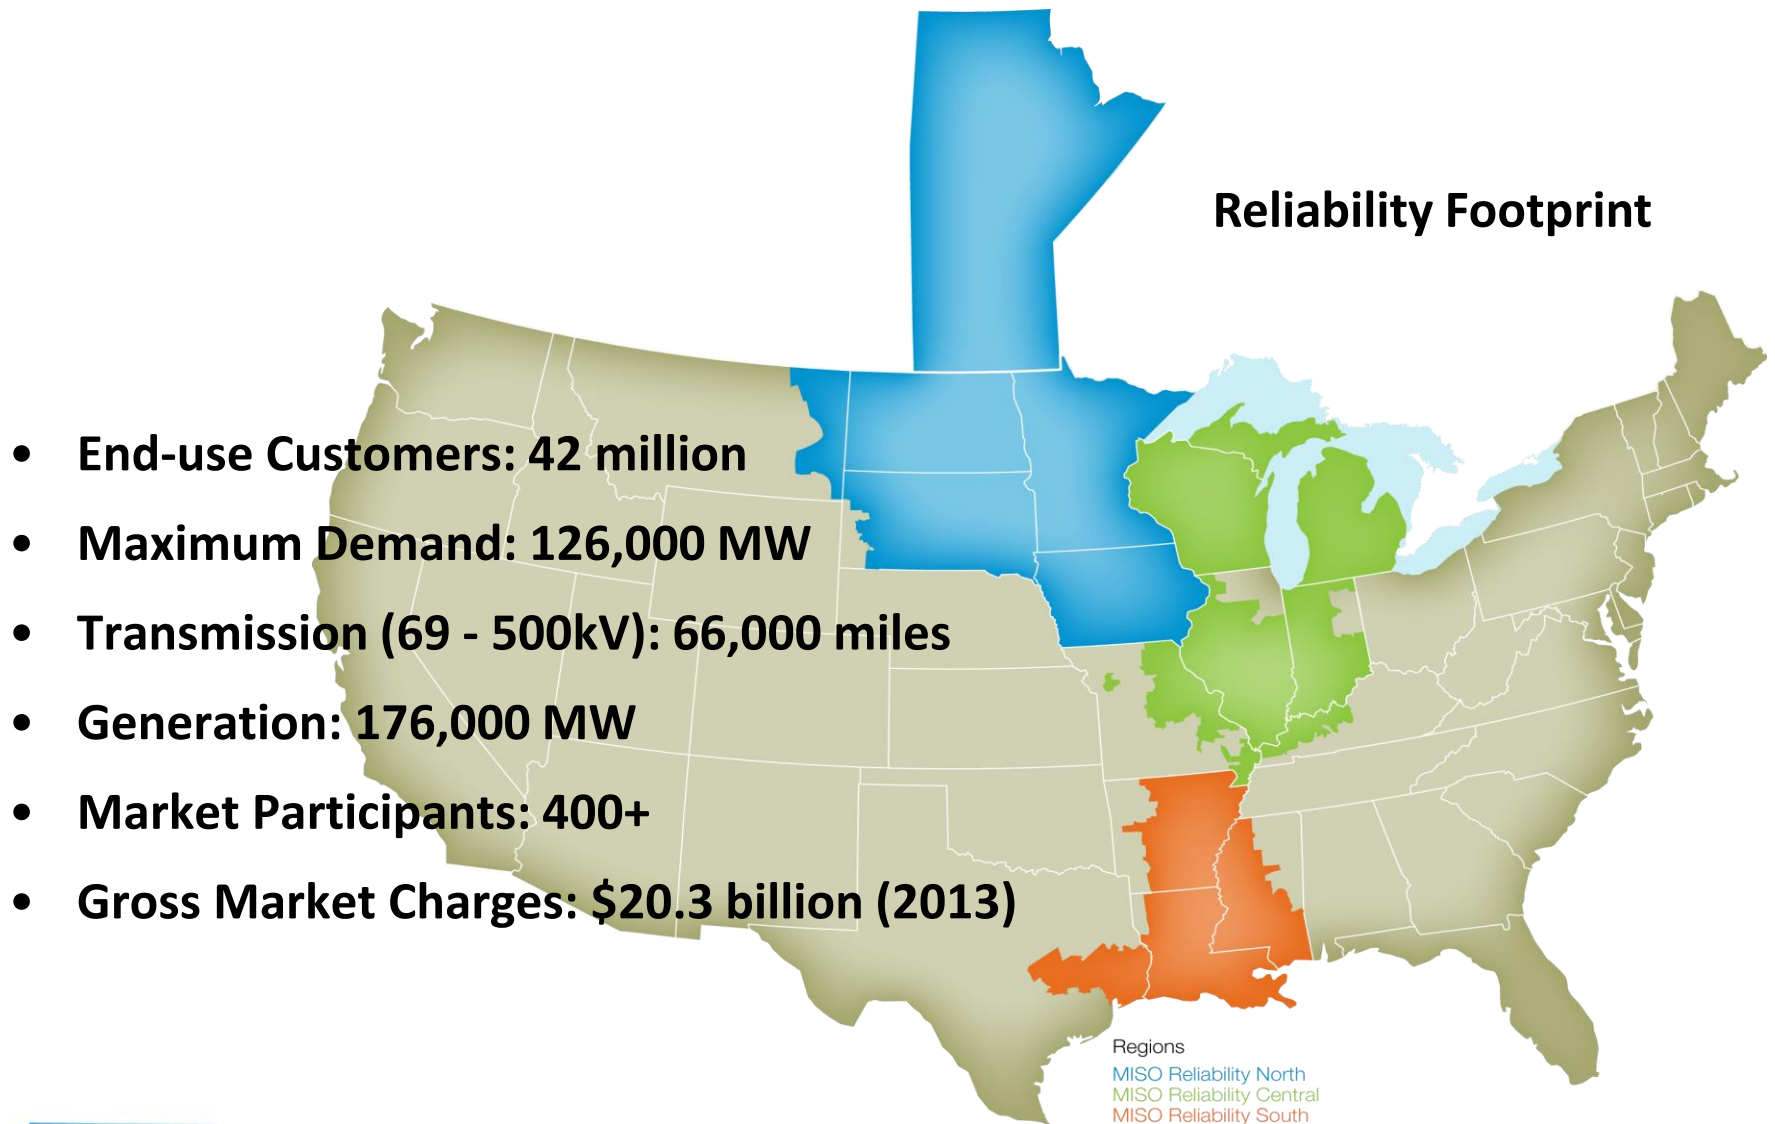 Reliability Footprint
• End-use Customers: 42 million
• Maximum Demand: 126,000 MW
• Transmission (69 - 500kV): 66,000 miles
• Generation: 176,000 MW
• Market Participants: 400+
• Gross Market Charges: $20.3 billion (2013)
Regions
MISO Reliability North
MISO Reliability Central
MISO Reliability South